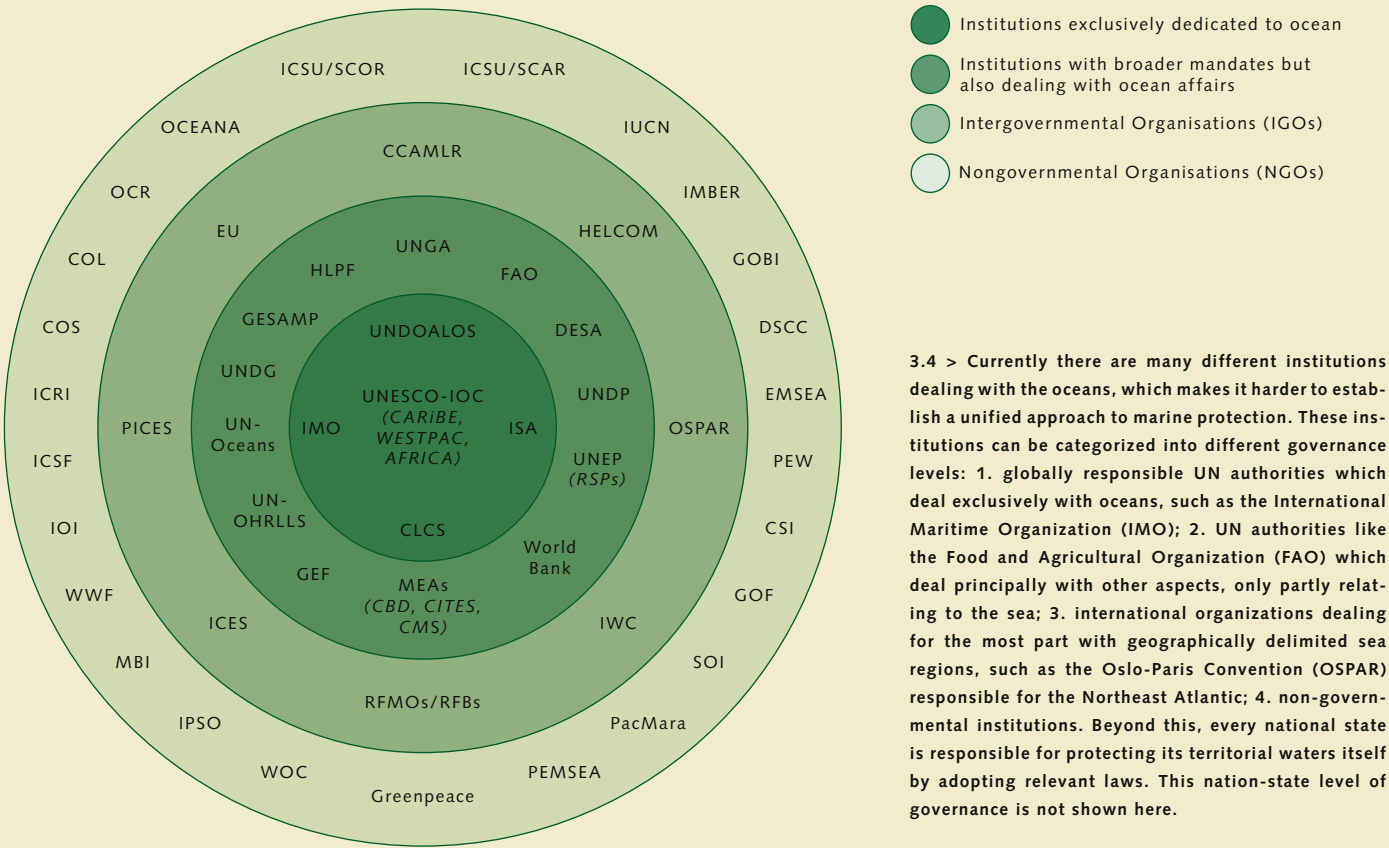 ICSU/SCOR
ICSU/SCAR
OCEANA
IUCN
CCAMLR
OCR
IMBER
EU
HELCOM
UNGA
COL
GOBI
HLPF
FAO
COS
GESAMP
UNDOALOS
DESA
DSCC
UNDG
ICRI
UNESCO-IOC
(CARiBE,
WESTPAC,
AFRICA)
UNDP
EMSEA
PICES
UN-
Oceans
IMO
ISA
OSPAR
ICSF
UNEP
(RSPs)
PEW
UN-
OHRLLS
IOI
CLCS
CSI
World
Bank
GEF
MEAs
(CBD, CITES,
CMS)
WWF
GOF
ICES
IWC
MBI
SOI
RFMOs/RFBs
IPSO
PacMara
WOC
PEMSEA
Greenpeace
Institutions exclusively dedicated to ocean
Institutions with broader mandates but
also dealing with ocean affairs
Intergovernmental Organisations (IGOs)
Nongovernmental Organisations (NGOs)
3.4 > Currently there are many different institutions
dealing with the oceans, which makes it harder to estab-
lish a unified approach to marine protection. These ins-
titutions can be categorized into different governance
levels: 1. globally responsible UN authorities which
deal exclusively with oceans, such as the International
Maritime Organization (IMO); 2. UN authorities like
the Food and Agricultural Organization (FAO) which
deal principally with other aspects, only partly relat-
ing to the sea; 3. international organizations dealing
for the most part with geographically delimited sea
regions, such as the Oslo-Paris Convention (OSPAR)
responsible for the Northeast Atlantic; 4. non-govern-
mental institutions. Beyond this, every national state
is responsible for protecting its territorial waters itself
by adopting relevant laws. This nation-state level of
governance is not shown here.